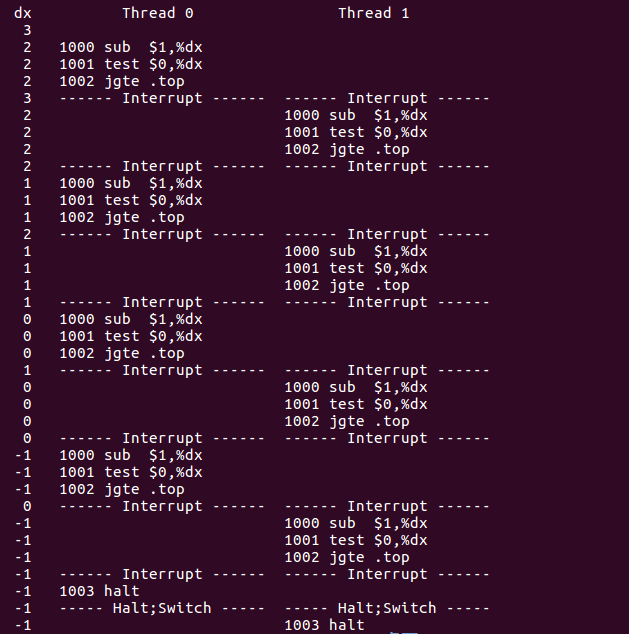 dx          Thread 0                Thread 1
 3
 2   1000 sub  $1,%dx
 2   1001 test $0,%dx
 2   1002 jgte .top
 3   ------ Interrupt ------  ------ Interrupt ------
 2                            1000 sub  $1,%dx
 2                            1001 test $0,%dx
 2                            1002 jgte .top
 2   ------ Interrupt ------  ------ Interrupt ------
 1   1000 sub  $1,%dx
 1   1001 test $0,%dx
 1   1002 jgte .top
 2   ------ Interrupt ------  ------ Interrupt ------
 1                            1000 sub  $1,%dx
 1                            1001 test $0,%dx
 1                            1002 jgte .top
 1   ------ Interrupt ------  ------ Interrupt ------
 0   1000 sub  $1,%dx
 0   1001 test $0,%dx
 0   1002 jgte .top
 1   ------ Interrupt ------  ------ Interrupt ------
 0                            1000 sub  $1,%dx
 0                            1001 test $0,%dx
 0                            1002 jgte .top
 0   ------ Interrupt ------  ------ Interrupt ------
-1   1000 sub  $1,%dx
-1   1001 test $0,%dx
-1   1002 jgte .top
 0   ------ Interrupt ------  ------ Interrupt ------
-1                            1000 sub  $1,%dx
-1                            1001 test $0,%dx
-1                            1002 jgte .top
-1   ------ Interrupt ------  ------ Interrupt ------
-1   1003 halt
-1   ----- Halt;Switch -----  ----- Halt;Switch -----
-1                            1003 halt